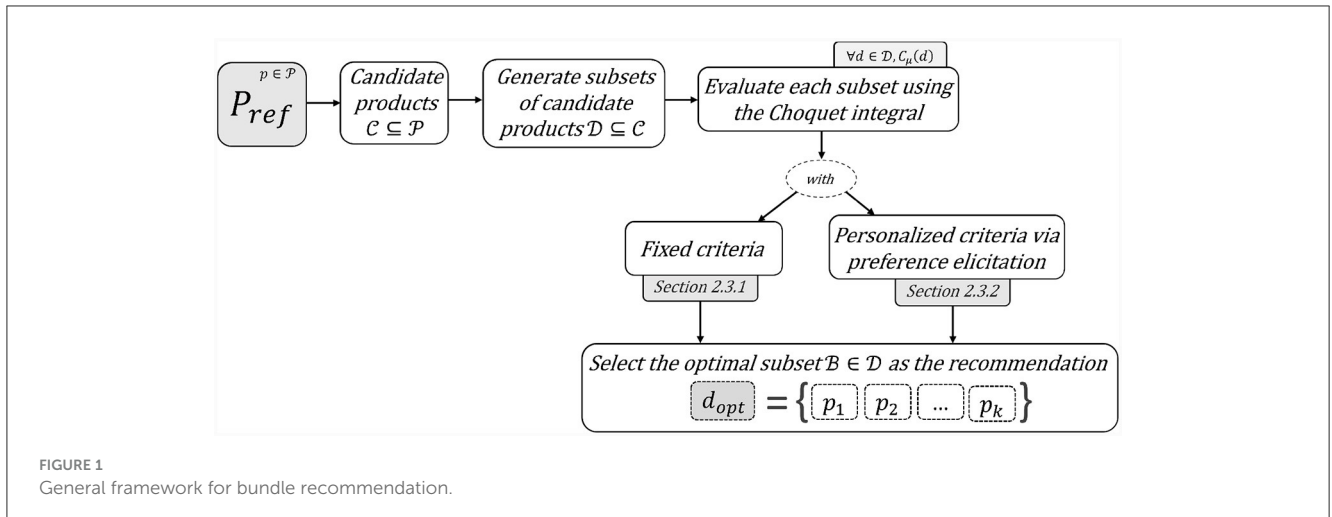 p ∈ 𝒫
P_ref
Candidate
products
𝒞 ⊆ 𝒫
Generate subsets
of candidate
products 𝒟 ⊆ 𝒞
∀d ∈ 𝒟, C_μ(d)
Evaluate each subset using
the Choquet integral
with
Fixed criteria
Section 2.3.1
Personalized criteria via
preference elicitation
Section 2.3.2
Select the optimal subset ℬ ∈ 𝒟 as the recommendation
d_opt = { p_1 p_2 ... p_k }
FIGURE 1
General framework for bundle recommendation.